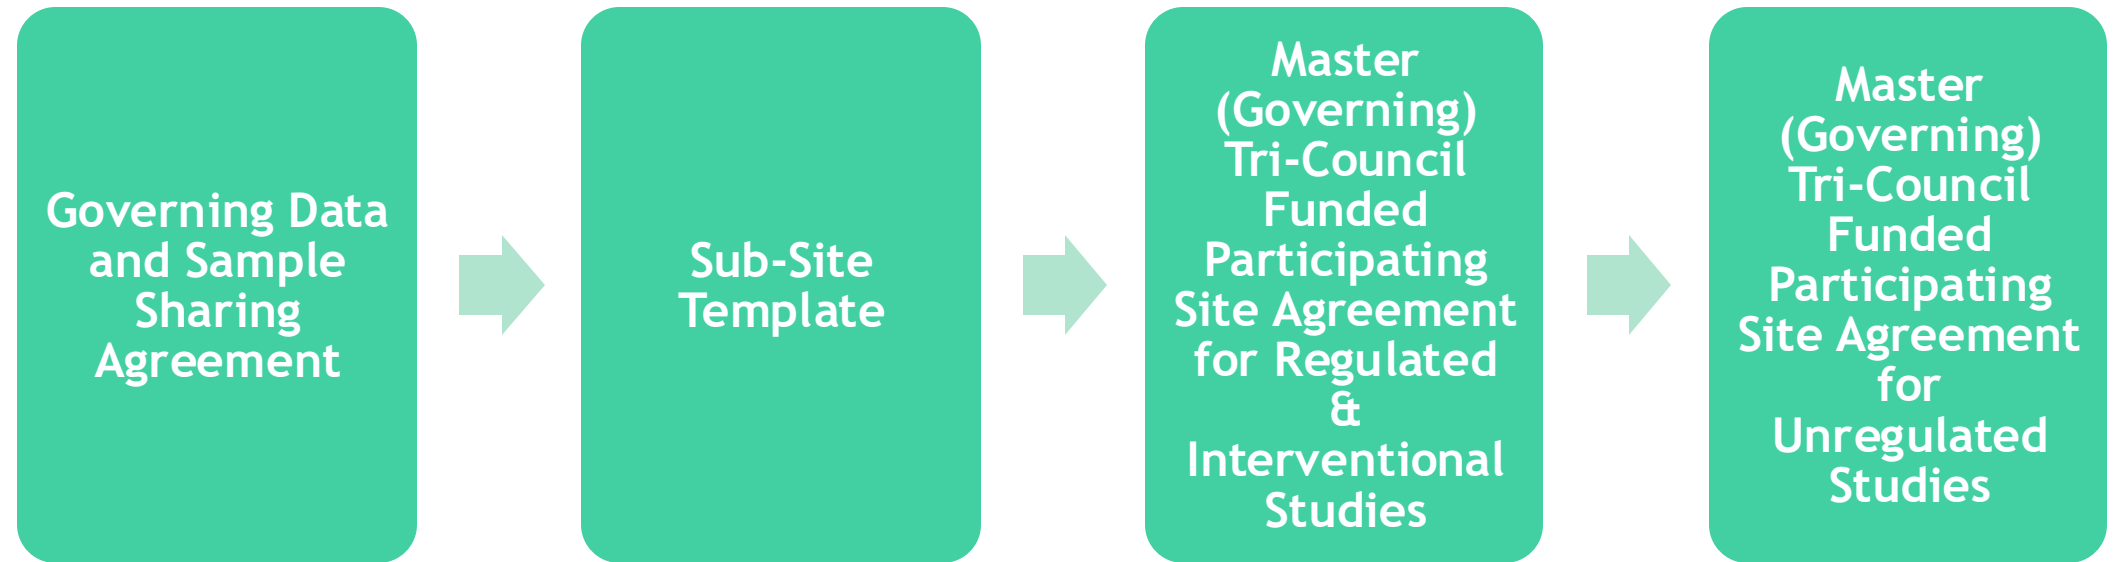 Governing Data
and Sample
Sharing
Agreement
Sub-Site
Template
Master
(Governing)
Tri-Council
Funded
Participating
Site Agreement
for Regulated
&
Interventional
Studies
Master
(Governing)
Tri-Council
Funded
Participating
Site Agreement
for
Unregulated
Studies